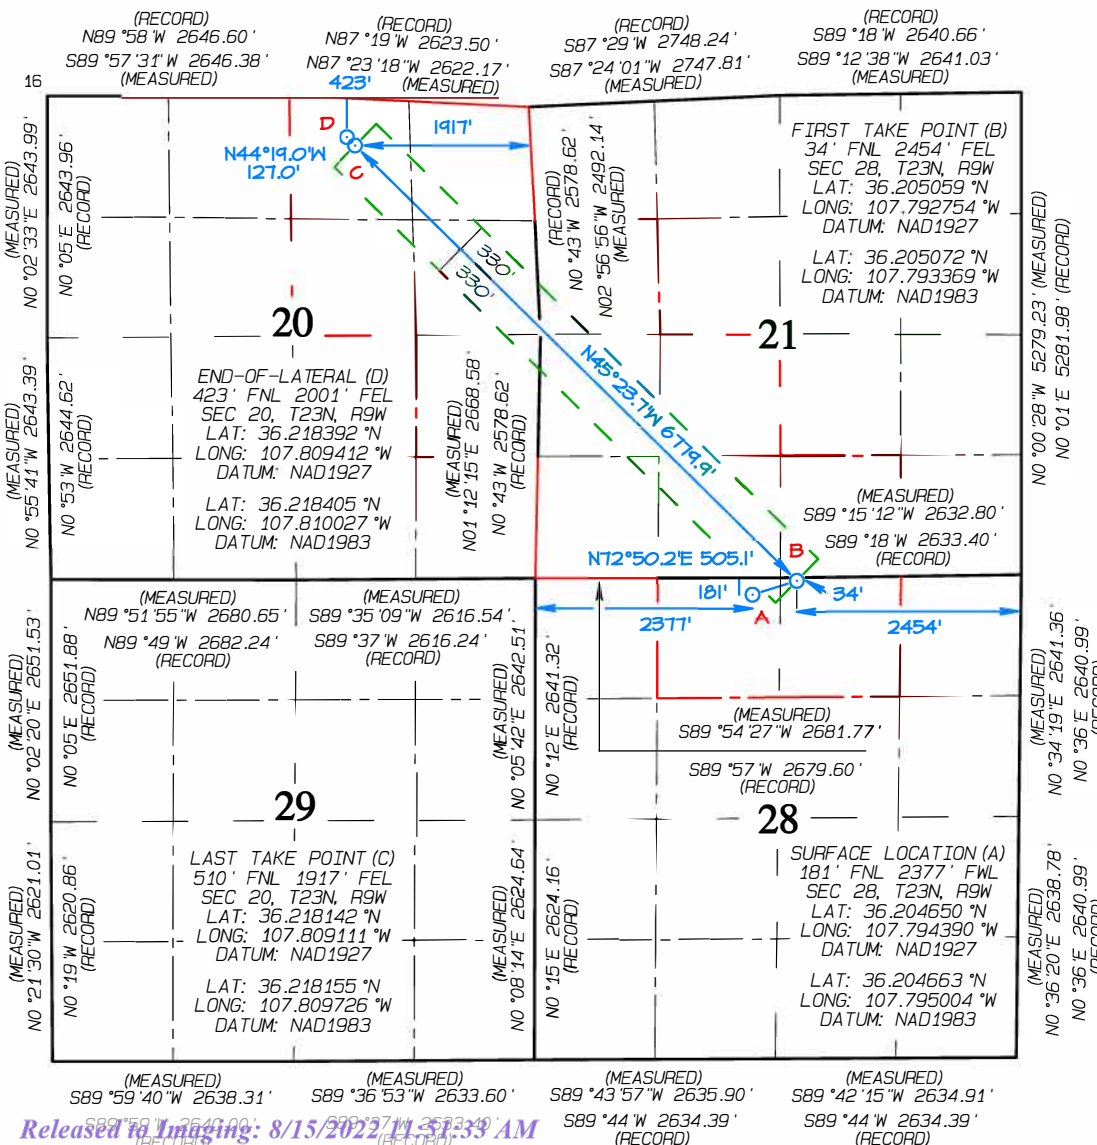 (RECORD)
N89°58'W 2646.60'
S89°57'31"W 2646.38'
(MEASURED)
(RECORD)
N87°19'W 2623.50'
N87°23'18"W 2622.17'
(MEASURED)
(RECORD)
S87°29'W 2748.24'
S87°24'01"W 2747.81'
(MEASURED)
(RECORD)
S89°18'W 2640.66'
S89°12'38"W 2641.03'
(MEASURED)
16
423'
D
1917'
N44°19.0'W
127.0'
C
(MEASURED)
N0°02'33"E 2643.99'
N0°05'E 2643.96'
(RECORD)
(RECORD)
N0°43'W 2578.62'
N02°56'56"W 2492.14'
(MEASURED)
FIRST TAKE POINT (B)
34' FNL 2454' FEL
SEC 28, T23N, R9W
LAT: 36.205059°N
LONG: 107.792754°W
DATUM: NAD1927
LAT: 36.205072°N
LONG: 107.793369°W
DATUM: NAD1983
N0°00'28"W 5279.23' (MEASURED)
N0°01'E 5281.98' (RECORD)
330'
330'
20
21
N45°23.7'W 6779.9'
END-OF-LATERAL (D)
423' FNL 2001' FEL
SEC 20, T23N, R9W
LAT: 36.218392°N
LONG: 107.809412°W
DATUM: NAD1927
LAT: 36.218405°N
LONG: 107.810027°W
DATUM: NAD1983
(MEASURED)
N0°55'41"W 2643.39'
N0°53'W 2644.62'
(RECORD)
(MEASURED)
N01°12'15"E 2668.58'
N0°43'W 2578.62'
(RECORD)
(MEASURED)
S89°15'12"W 2632.80'
S89°18'W 2633.40'
(RECORD)
B
N72°50.2'E 505.1'
181'
34'
A
2377'
2454'
(MEASURED)
N89°51'55"W 2680.65'
N89°49'W 2682.24'
(RECORD)
(MEASURED)
S89°35'09"W 2616.54'
S89°37'W 2616.24'
(RECORD)
(MEASURED)
N0°02'20"E 2651.53'
N0°05'E 2651.88'
(RECORD)
(MEASURED)
N0°05'42"E 2642.51'
N0°12'E 2641.32'
(RECORD)
(MEASURED)
S89°54'27"W 2681.77'
S89°57'W 2679.60'
(RECORD)
(MEASURED)
N0°34'19"E 2641.36'
N0°36'E 2640.99'
(RECORD)
29
28
LAST TAKE POINT (C)
510' FNL 1917' FEL
SEC 20, T23N, R9W
LAT: 36.218142°N
LONG: 107.809111°W
DATUM: NAD1927
LAT: 36.218155°N
LONG: 107.809726°W
DATUM: NAD1983
SURFACE LOCATION (A)
181' FNL 2377' FWL
SEC 28, T23N, R9W
LAT: 36.204650°N
LONG: 107.794390°W
DATUM: NAD1927
LAT: 36.204663°N
LONG: 107.795004°W
DATUM: NAD1983
(MEASURED)
N0°21'30"W 2621.01'
N0°19'W 2620.86'
(RECORD)
(MEASURED)
N0°08'14"E 2624.64'
N0°15'E 2624.16'
(RECORD)
(MEASURED)
N0°36'20"E 2638.78'
N0°36'E 2640.99'
(RECORD)
(MEASURED)
S89°59'40"W 2638.31'
S89°59'W 2640.00'
(RECORD)
(MEASURED)
S89°36'53"W 2633.60'
S89°37'W 2633.40'
(RECORD)
(MEASURED)
S89°43'57"W 2635.90'
S89°44'W 2634.39'
(RECORD)
(MEASURED)
S89°42'15"W 2634.91'
S89°44'W 2634.39'
(RECORD)
Released to Imaging: 8/15/2022 11:51:33 AM